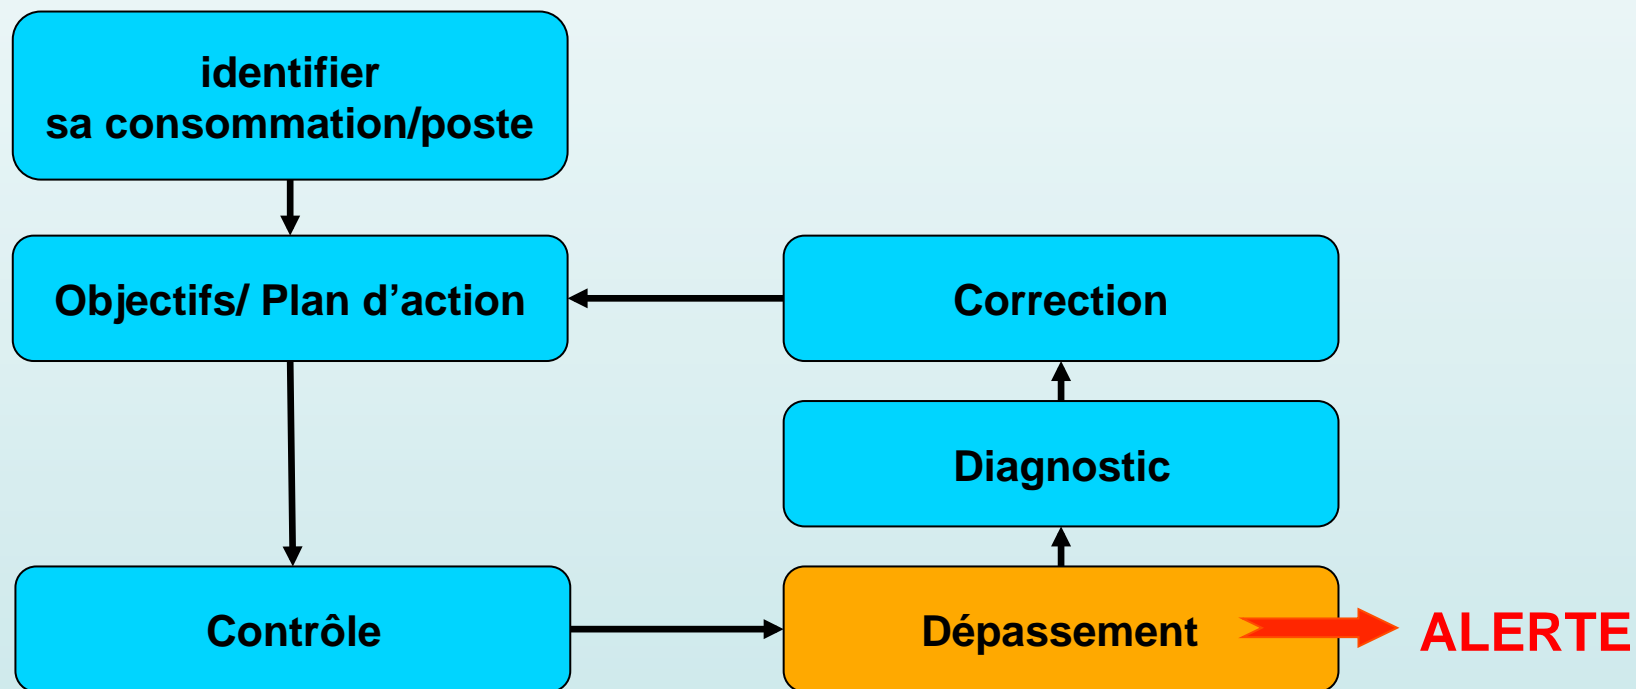 identifier
sa consommation/poste
Objectifs/ Plan d’action
Correction
Diagnostic
Contrôle
Dépassement
ALERTE